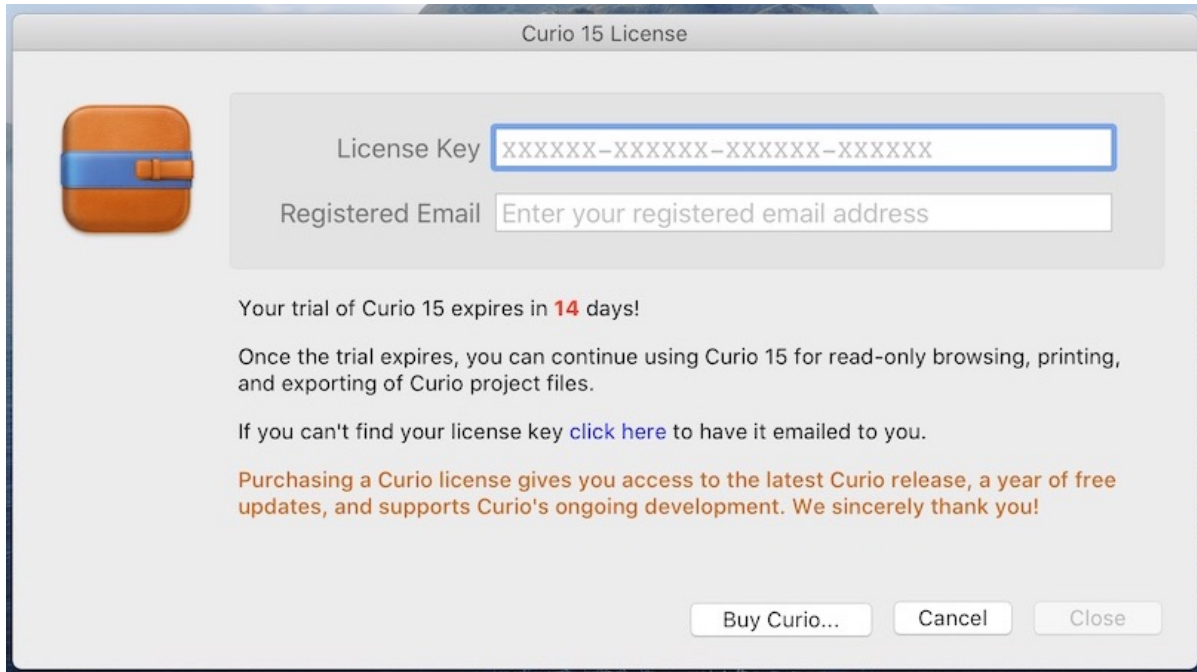 Curio 15 License
License Key XXXXXX-XXXXXX-XXXXXX-XXXXXX
Registered Email Enter your registered email address
Your trial of Curio 15 expires in 14 days!
Once the trial expires, you can continue using Curio 15 for read-only browsing, printing,
and exporting of Curio project files.
If you can't find your license key click here to have it emailed to you.
Purchasing a Curio license gives you access to the latest Curio release, a year of free
updates, and supports Curio's ongoing development. We sincerely thank you!
Buy Curio... Cancel Close